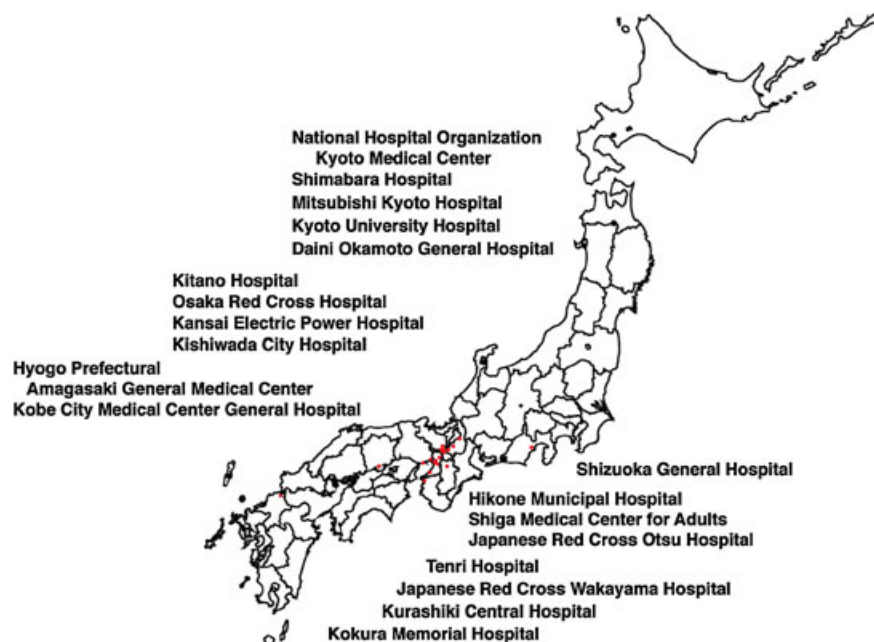 National Hospital Organization
Kyoto Medical Center
Shimabara Hospital
Mitsubishi Kyoto Hospital
Kyoto University Hospital
Daini Okamoto General Hospital
Kitano Hospital
Osaka Red Cross Hospital
Kansai Electric Power Hospital
Kishiwada City Hospital
Hyogo Prefectural
Amagasaki General Medical Center
Kobe City Medical Center General Hospital
Shizuoka General Hospital
Hikone Municipal Hospital
Shiga Medical Center for Adults
Japanese Red Cross Otsu Hospital
Tenri Hospital
Japanese Red Cross Wakayama Hospital
Kurashiki Central Hospital
Kokura Memorial Hospital